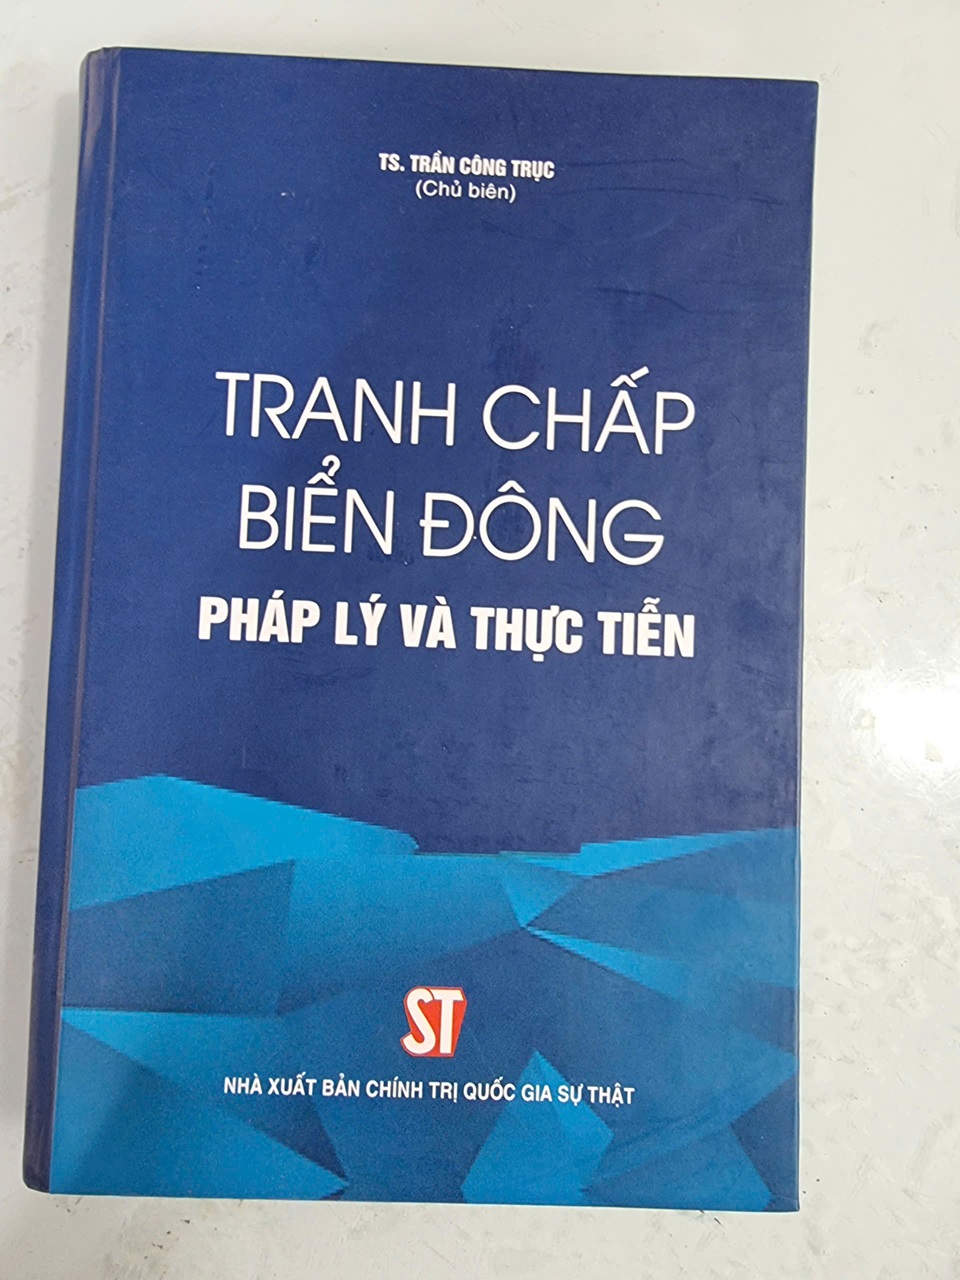 TS. TRẦN CÔNG TRỤC
(Chủ biên)
TRANH CHẤP
BIỂN ĐÔNG
PHÁP LÝ VÀ THỰC TIỄN
ST
NHÀ XUẤT BẢN CHÍNH TRỊ QUỐC GIA SỰ THẬT